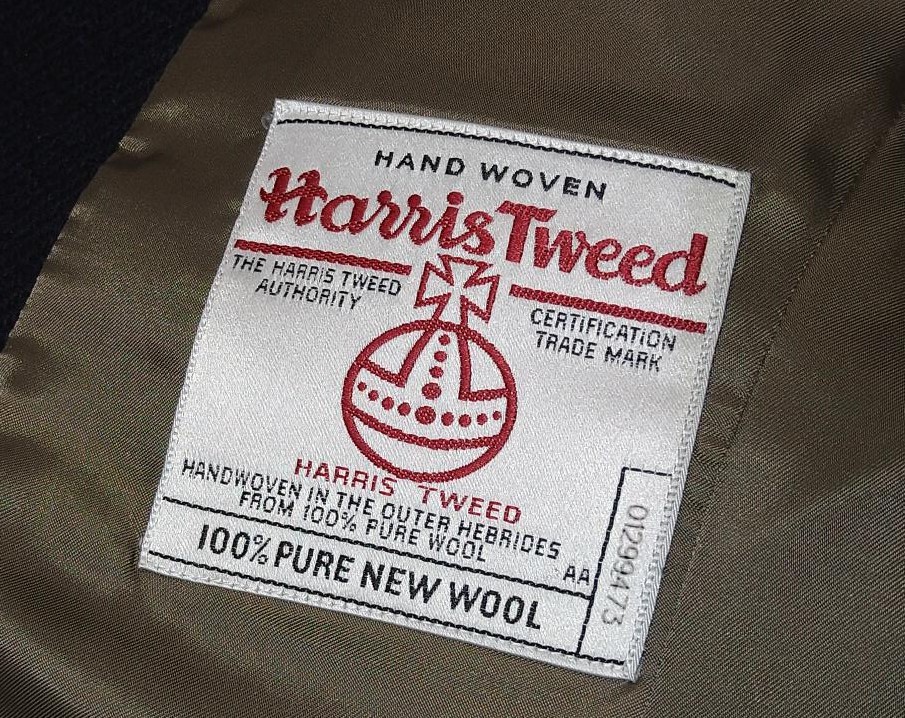 HAND WOVEN
Harris Tweed
THE HARRIS TWEED
AUTHORITY
CERTIFICATION
TRADE MARK
HARRIS TWEED
HANDWOVEN IN THE OUTER HEBRIDES
FROM 100% PURE WOOL
AA
100% PURE NEW WOOL
01299473